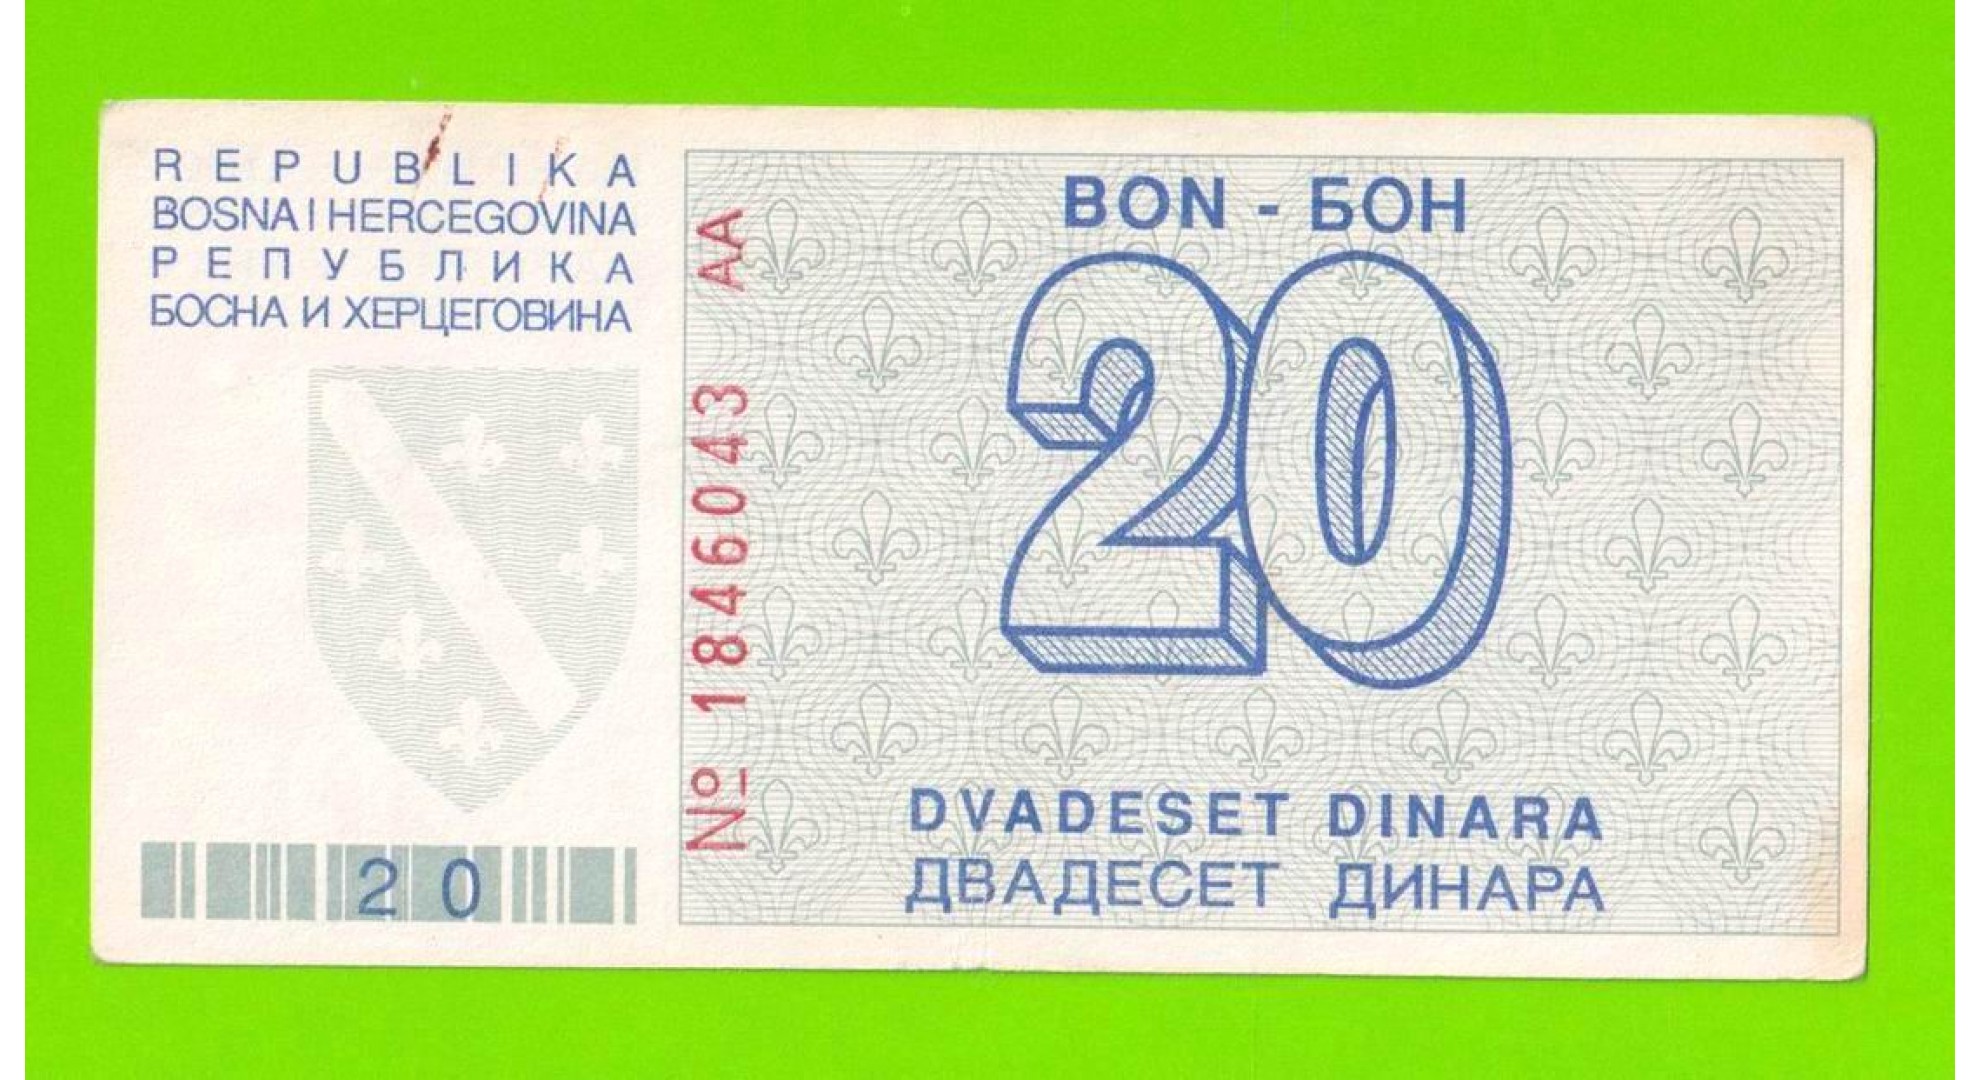 REPUBLIKA
BOSNA I HERCEGOVINA
РЕПУБЛИКА
БОСНА И ХЕРЦЕГОВИНА
20
№ 1846043 AA
BON - БОН
20
DVADESET DINARA
ДВАДЕСЕТ ДИНАРА